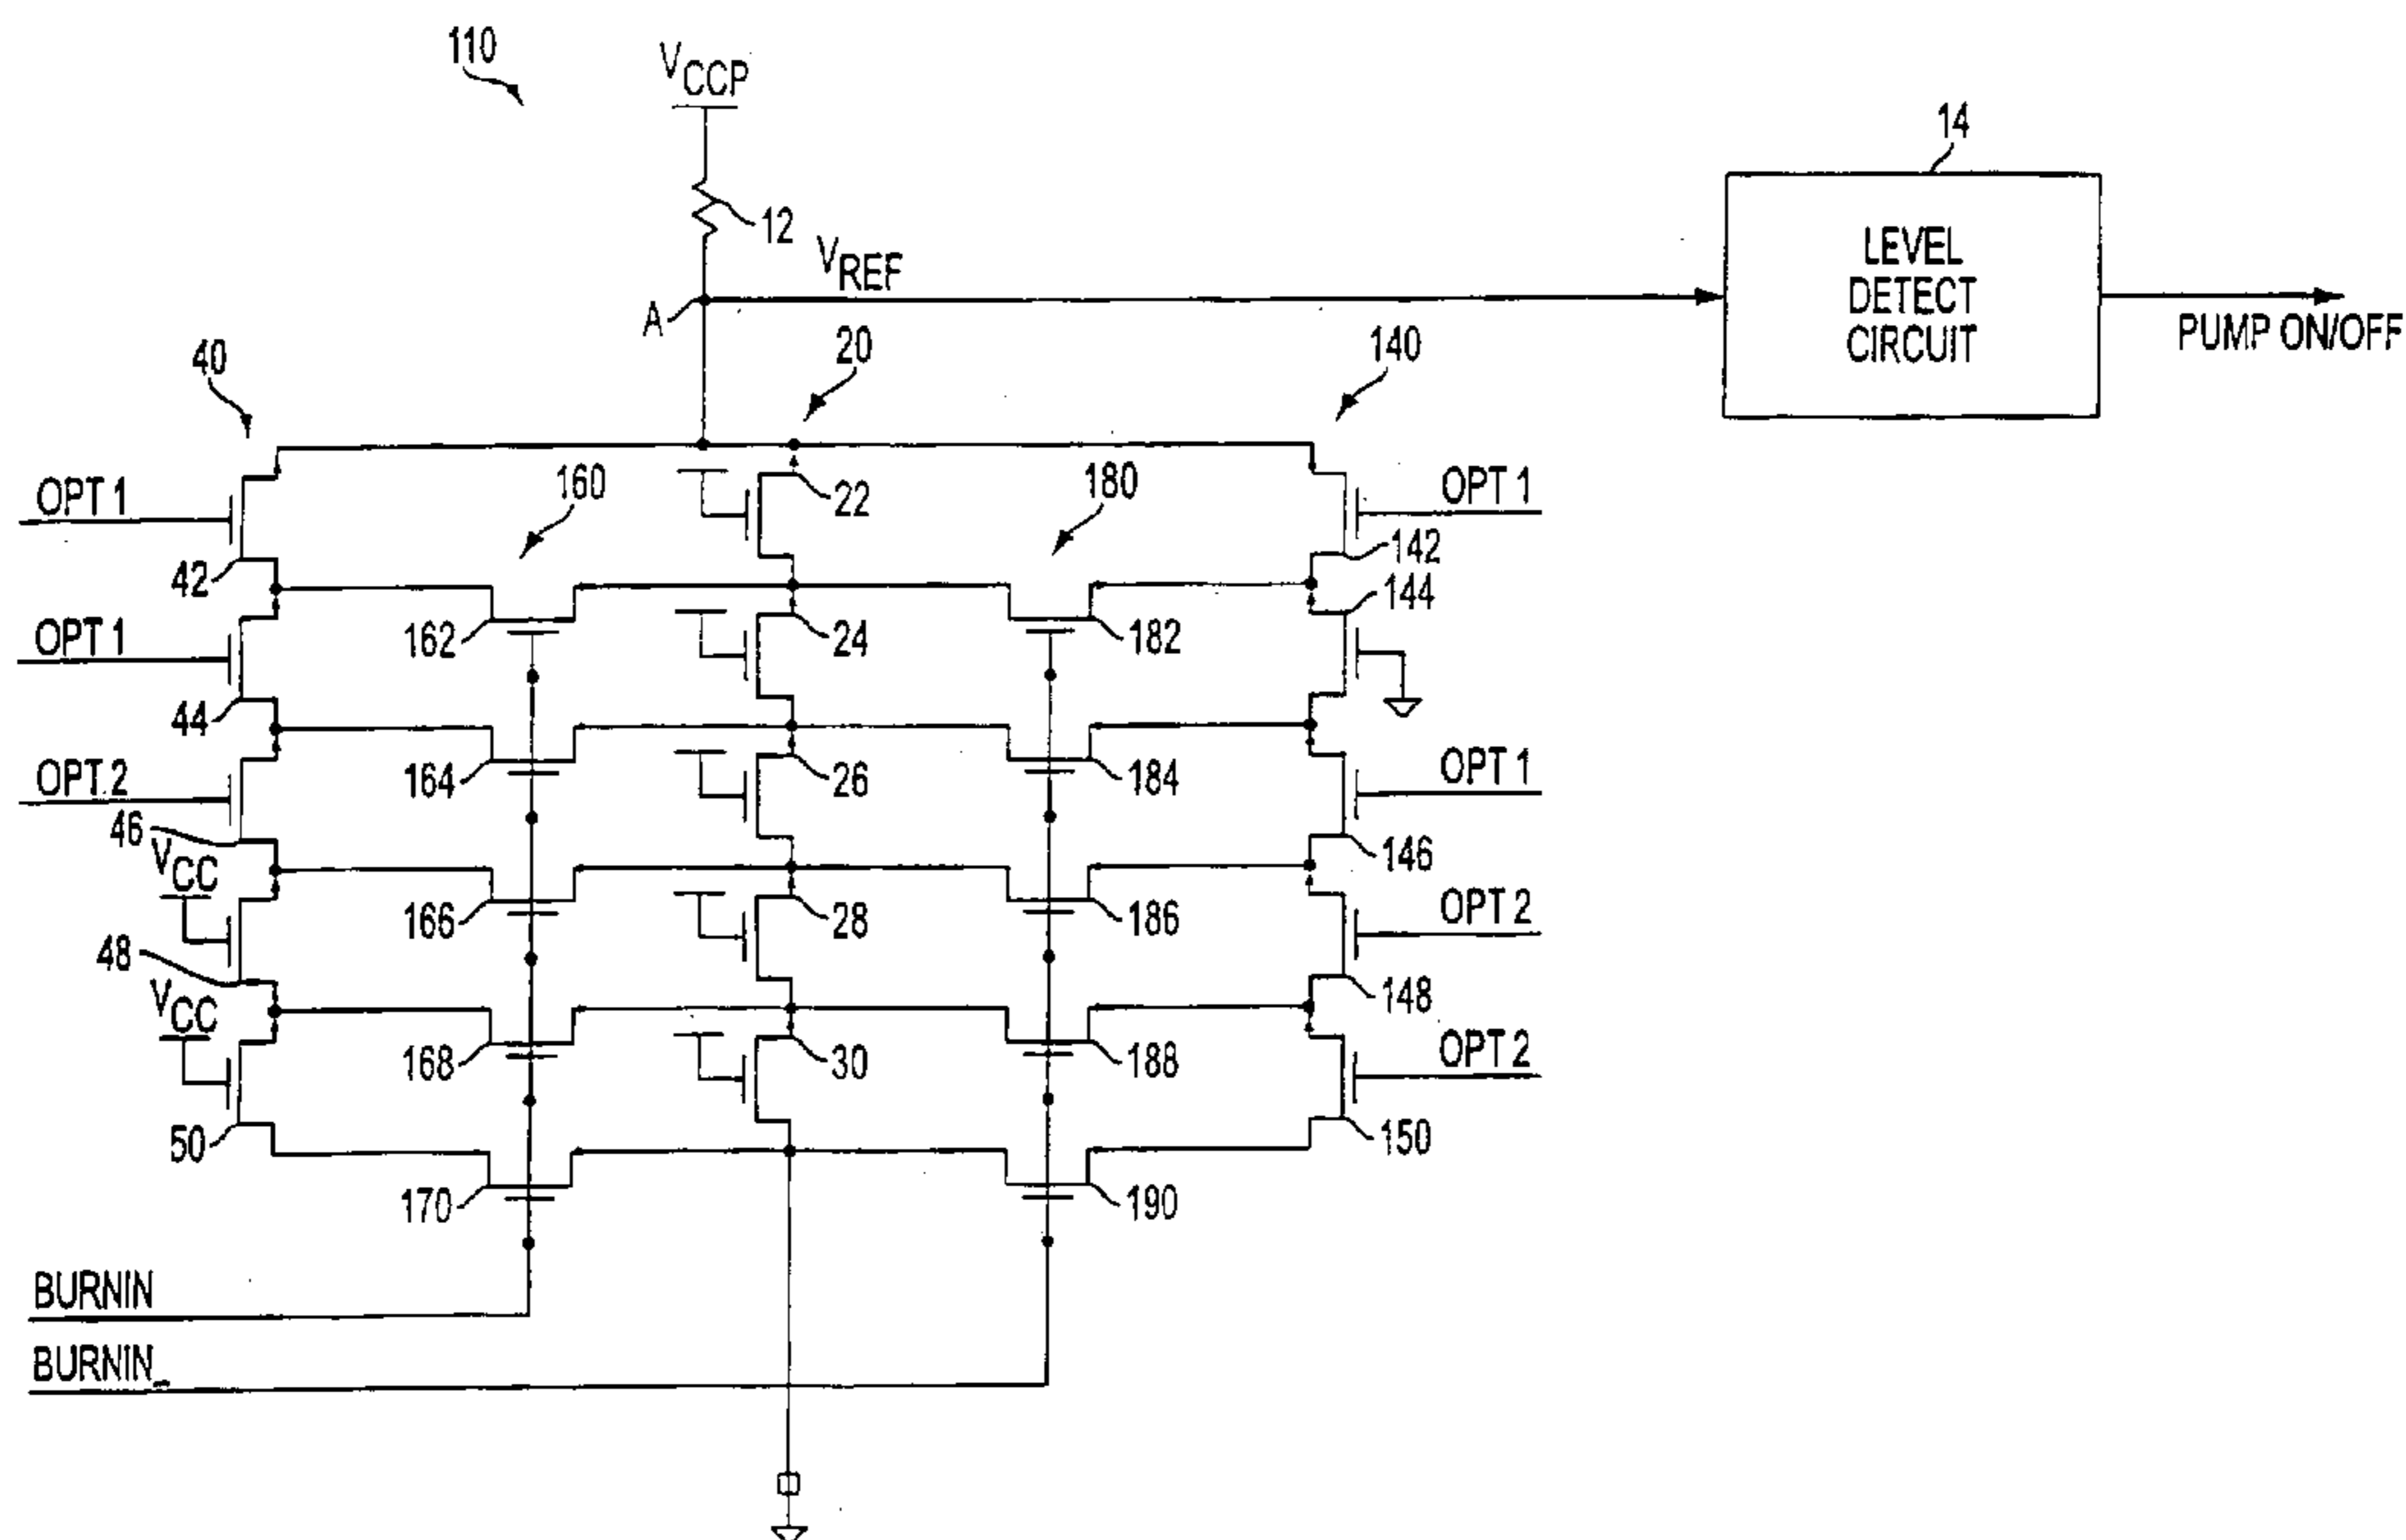 110
VCCP
12
14
LEVEL
DETECT
CIRCUIT
VREF
A
PUMP ON/OFF
40
20
140
OPT 1
160
22
180
OPT 1
42
142
162
24
182
144
OPT 1
44
164
26
184
OPT 1
OPT 2
46
146
VCC
166
28
186
OPT 2
48
148
VCC
168
30
188
OPT 2
50
150
170
190
BURNIN
BURNIN_